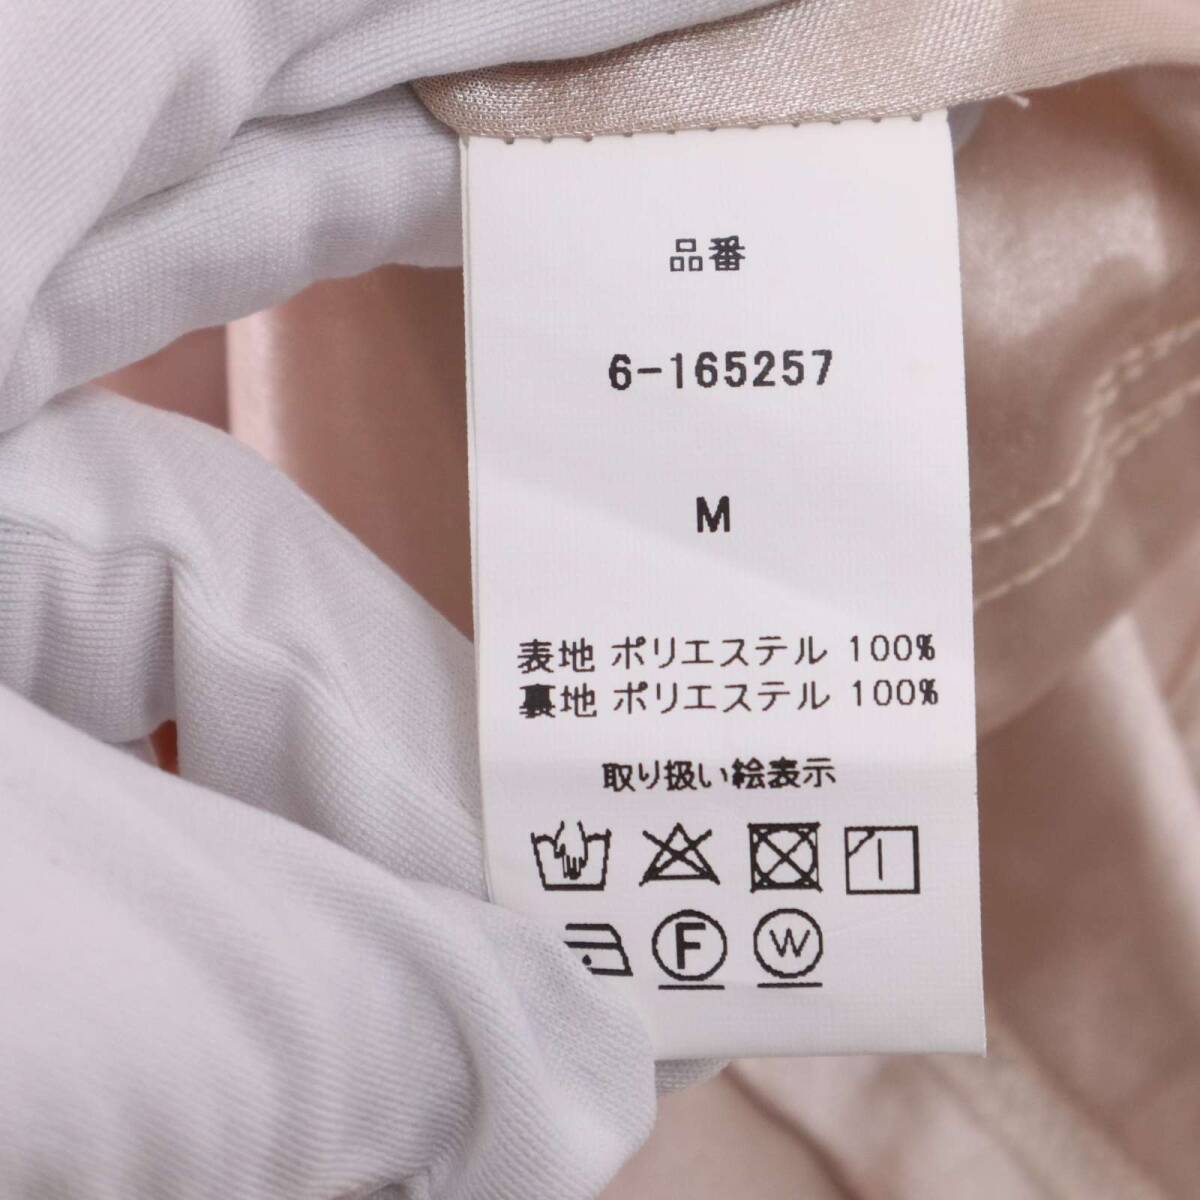 品番
6-165257
M
表地 ポリエステル 100%
裏地 ポリエステル 100%
取り扱い絵表示
F W